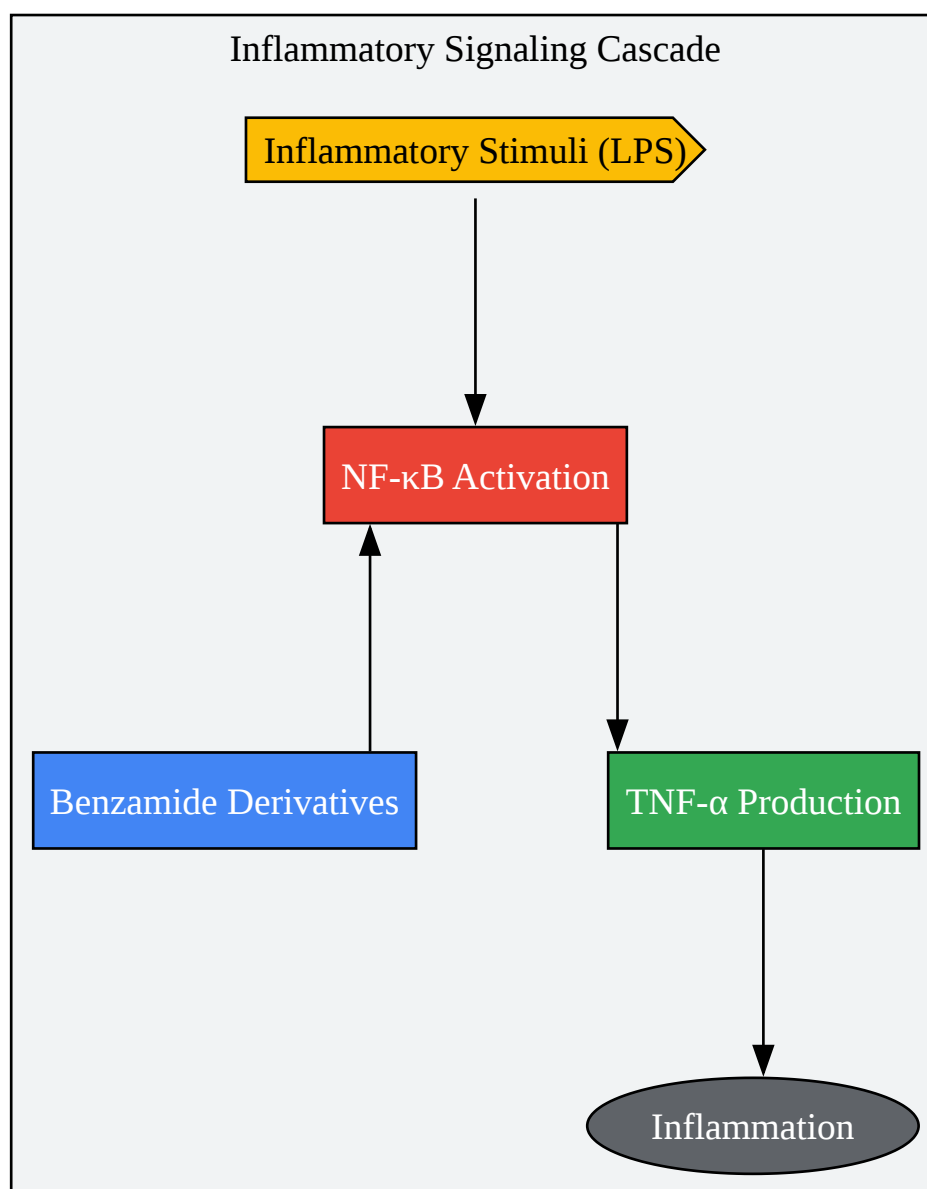 Inflammatory Signaling Cascade
Inflammatory Stimuli (LPS)
NF-κB Activation
Benzamide Derivatives
TNF-α Production
Inflammation